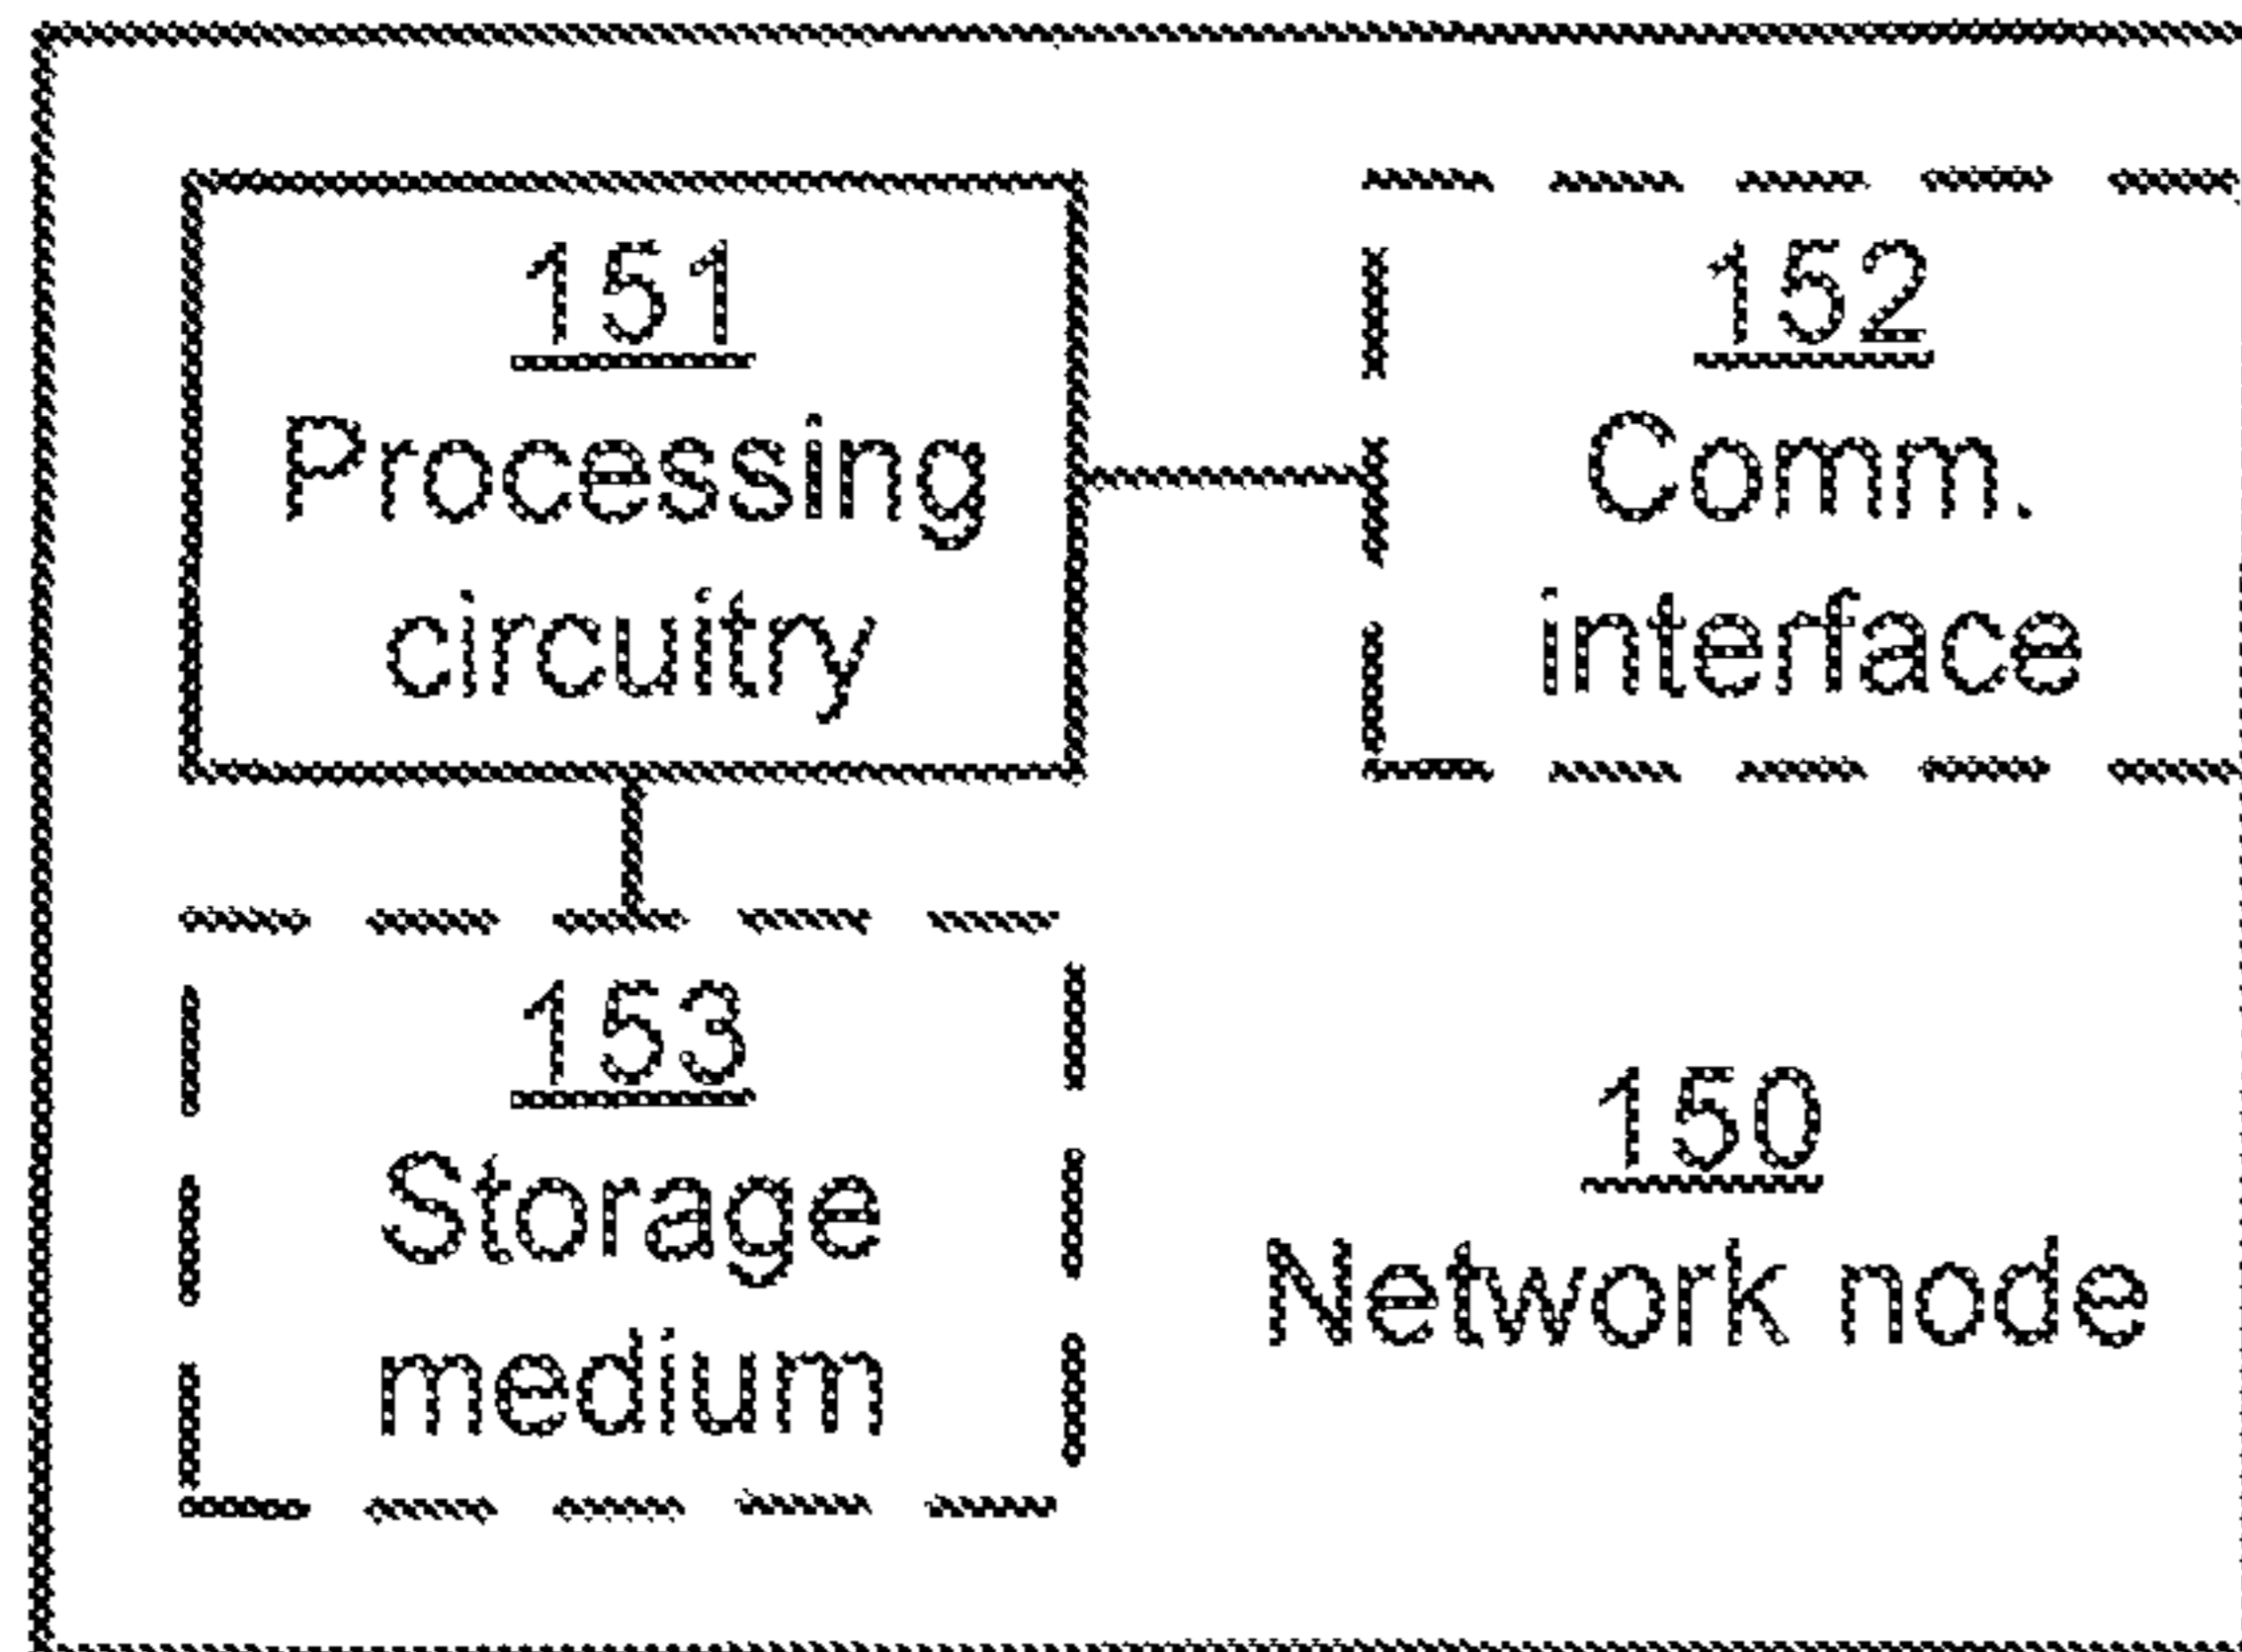 151
Processing
circuitry
152
Comm.
interface
153
Storage
medium
150
Network node